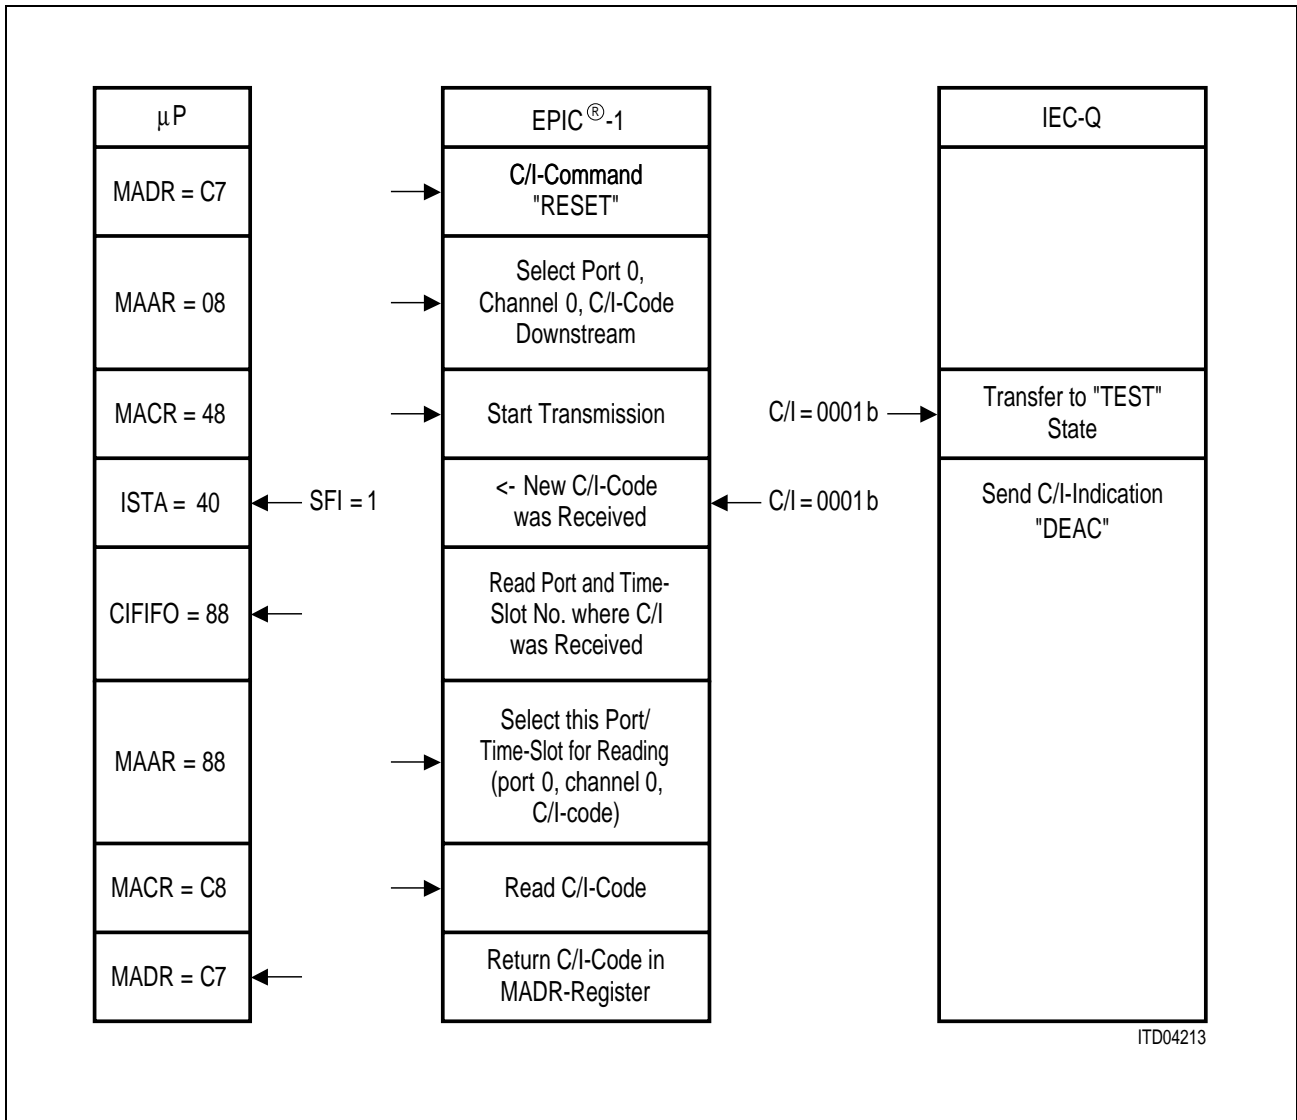 μP
EPIC®-1
IEC-Q
MADR = C7
C/I-Command
"RESET"
MAAR = 08
Select Port 0,
Channel 0, C/I-Code
Downstream
MACR = 48
Start Transmission
C/I = 0001b
Transfer to "TEST"
State
ISTA = 40
SFI = 1
<- New C/I-Code
was Received
C/I = 0001b
Send C/I-Indication
"DEAC"
CIFIFO = 88
Read Port and Time-
Slot No. where C/I
was Received
MAAR = 88
Select this Port/
Time-Slot for Reading
(port 0, channel 0,
C/I-code)
MACR = C8
Read C/I-Code
MADR = C7
Return C/I-Code in
MADR-Register
ITD04213